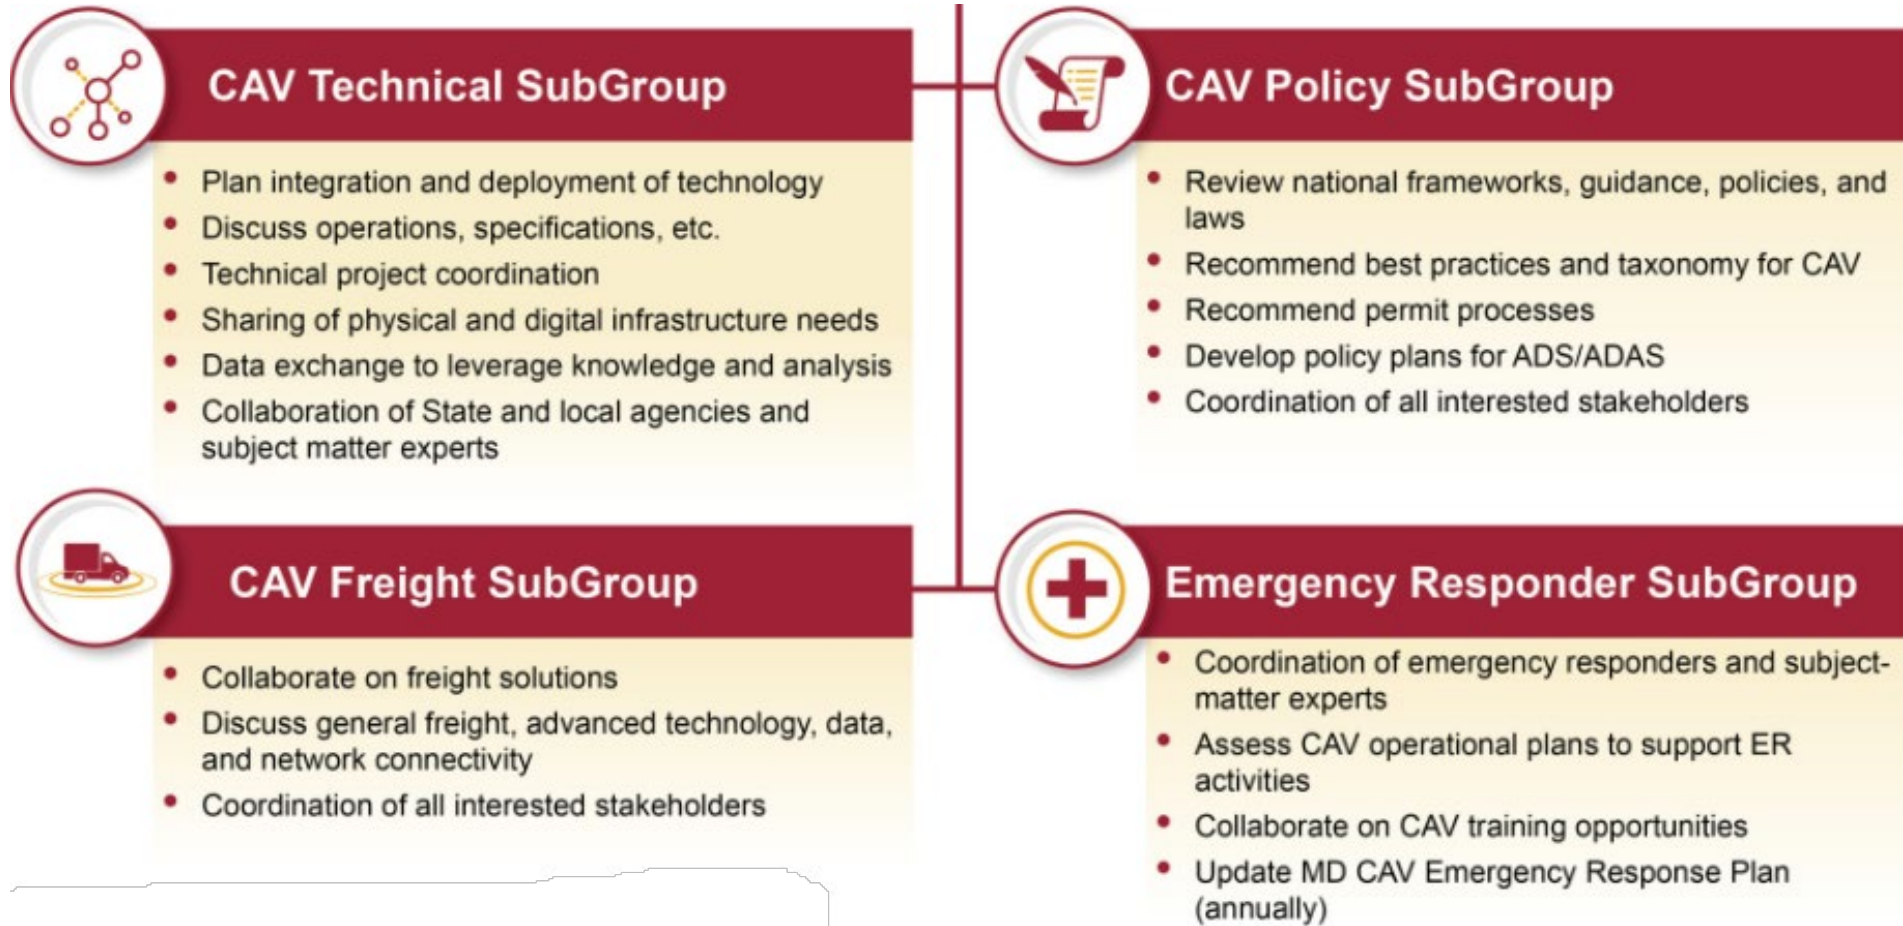 CAV Technical SubGroup
Plan integration and deployment of technology
Discuss operations, specifications, etc.
Technical project coordination
Sharing of physical and digital infrastructure needs
Data exchange to leverage knowledge and analysis
Collaboration of State and local agencies and
subject matter experts
CAV Policy SubGroup
Review national frameworks, guidance, policies, and
laws
Recommend best practices and taxonomy for CAV
Recommend permit processes
Develop policy plans for ADS/ADAS
Coordination of all interested stakeholders
CAV Freight SubGroup
Collaborate on freight solutions
Discuss general freight, advanced technology, data,
and network connectivity
Coordination of all interested stakeholders
Emergency Responder SubGroup
Coordination of emergency responders and subject-
matter experts
Assess CAV operational plans to support ER
activities
Collaborate on CAV training opportunities
Update MD CAV Emergency Response Plan
(annually)